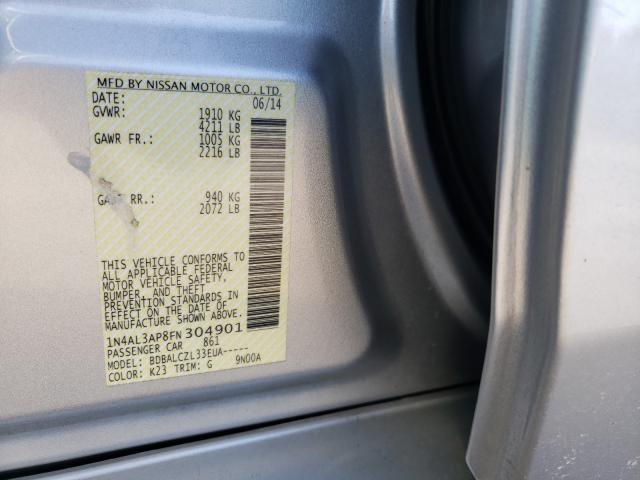 MFD BY NISSAN MOTOR CO., LTD.
DATE: 06/14
GVWR: 1910 KG
4211 LB
GAWR FR.: 1005 KG
2216 LB
RR.: 940 KG
2072 LB
THIS VEHICLE CONFORMS TO
ALL APPLICABLE FEDERAL
MOTOR VEHICLE SAFETY,
BUMPER, AND THEFT
PREVENTION STANDARDS IN
EFFECT ON THE DATE OF
MANUFACTURE SHOWN ABOVE.
1N4AL3AP8FN304901
PASSENGER CAR 861
MODEL: BDBALCZL33EUA-----
COLOR: K23 TRIM: G 9N00A